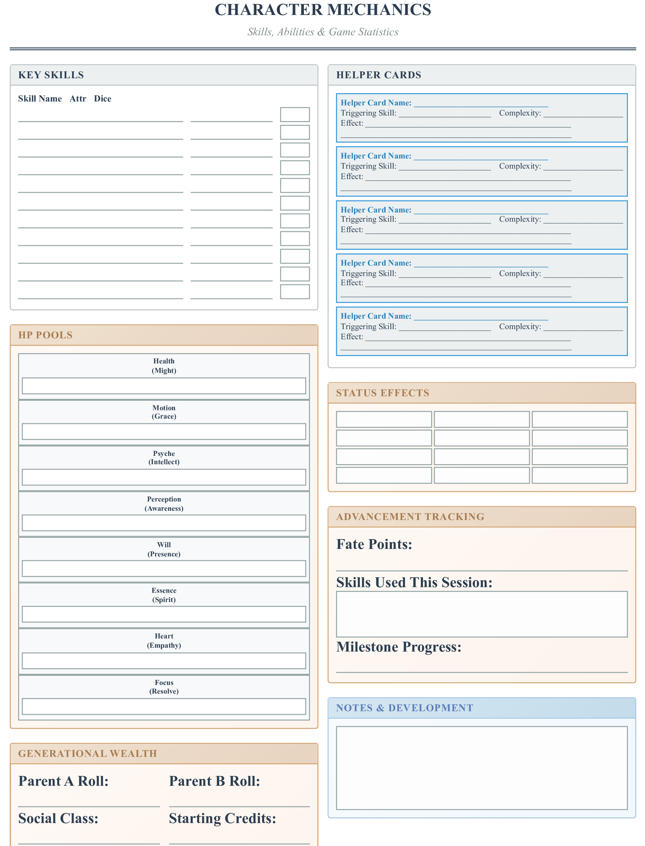 CHARACTER MECHANICS
Skills, Abilities & Game Statistics
KEY SKILLS
Skill Name Attr Dice
HP POOLS
Health
(Might)
Motion
(Grace)
Psyche
(Intellect)
Perception
(Awareness)
Will
(Presence)
Essence
(Spirit)
Heart
(Empathy)
Focus
(Resolve)
GENERATIONAL WEALTH
Parent A Roll: Parent B Roll:
Social Class: Starting Credits:
HELPER CARDS
Helper Card Name:
Triggering Skill: Complexity:
Effect:
Helper Card Name:
Triggering Skill: Complexity:
Effect:
Helper Card Name:
Triggering Skill: Complexity:
Effect:
Helper Card Name:
Triggering Skill: Complexity:
Effect:
Helper Card Name:
Triggering Skill: Complexity:
Effect:
STATUS EFFECTS
ADVANCEMENT TRACKING
Fate Points:
Skills Used This Session:
Milestone Progress:
NOTES & DEVELOPMENT